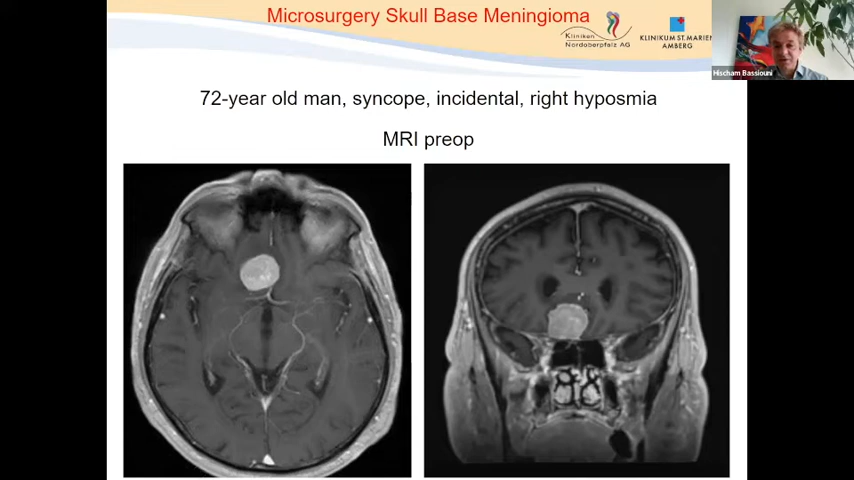 Microsurgery Skull Base Meningioma
Kliniken
Nordoberpfalz AG
KLINIKUM ST. MARIEN
AMBERG
Hischam Bassiouni
72-year old man, syncope, incidental, right hyposmia
MRI preop